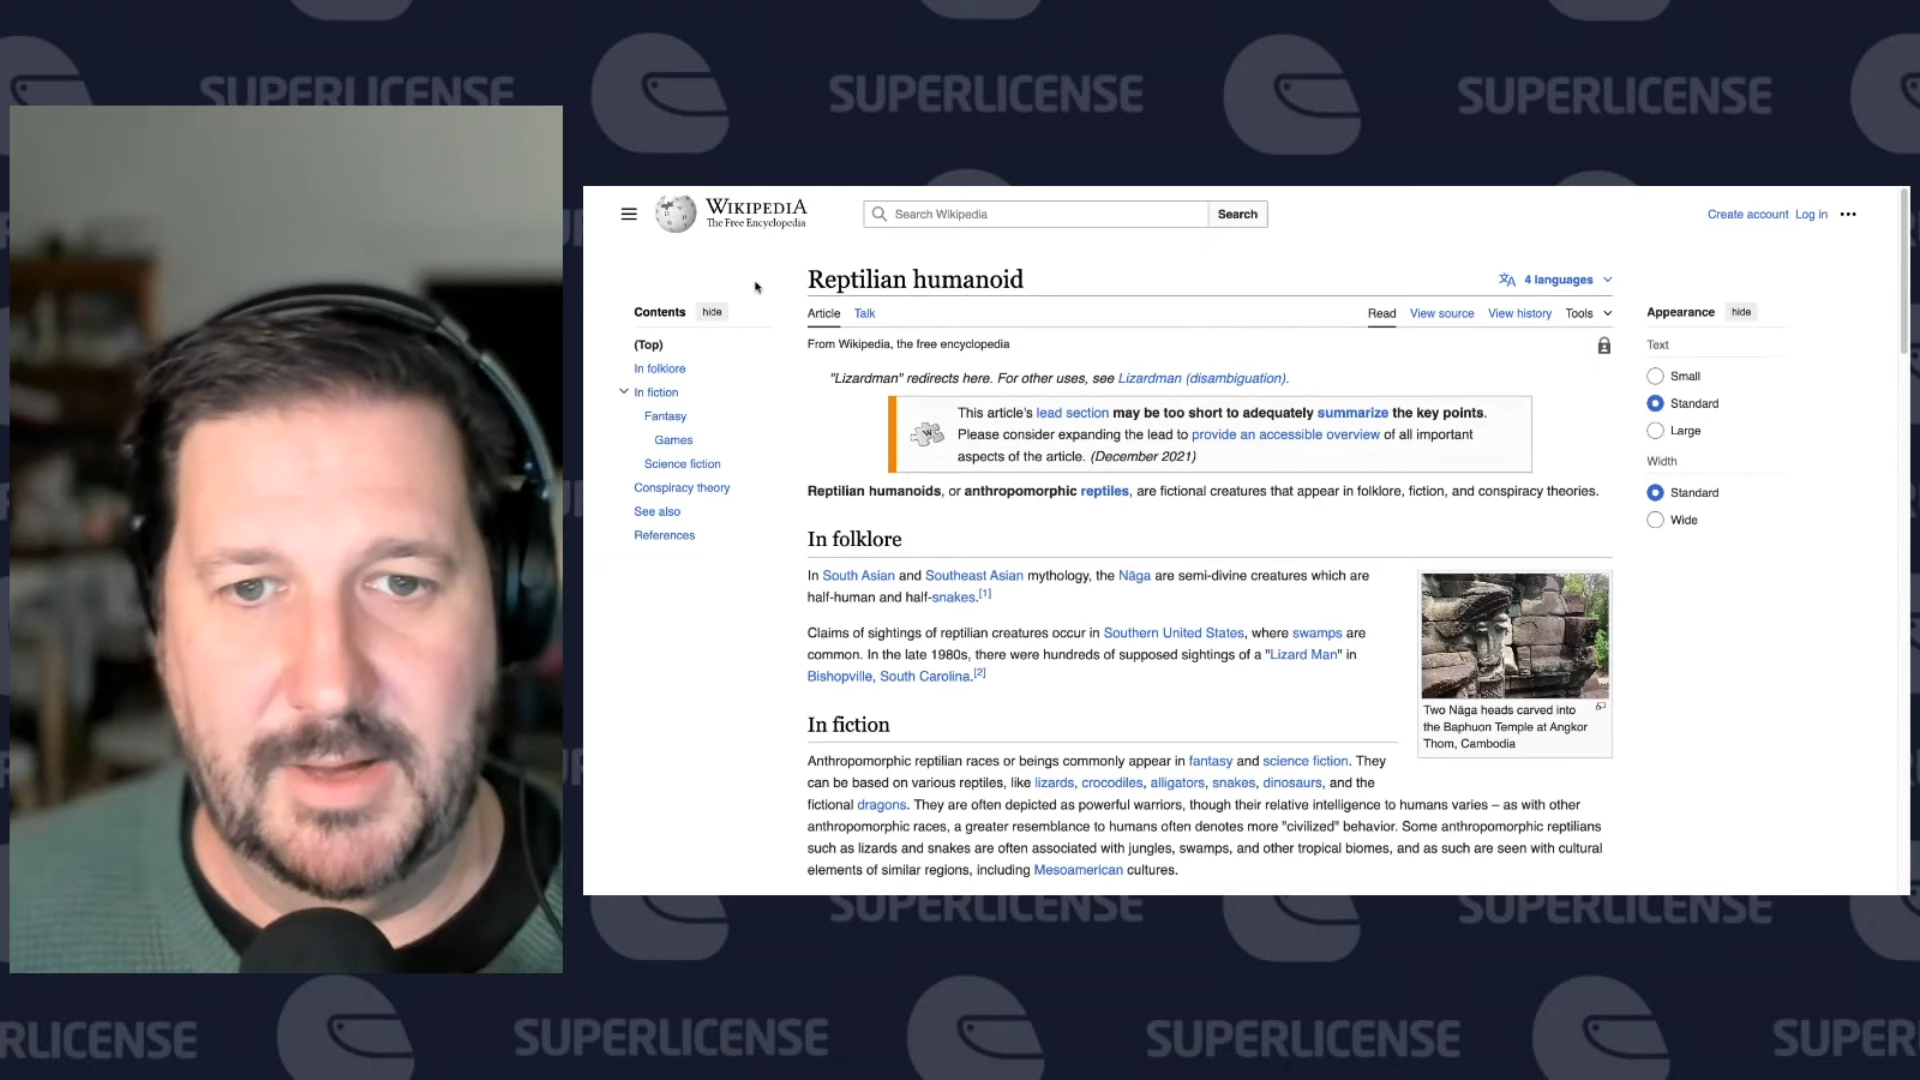 SUPERLICENSE SUPERLICENSE SUPERLICENSE
WIKIPEDIA
The Free Encyclopedia
Search Wikipedia
Search
Create account Log in
Reptilian humanoid
4 languages
Contents hide
(Top)
In folklore
In fiction
Fantasy
Games
Science fiction
Conspiracy theory
See also
References
Article Talk
Read View source View history Tools
From Wikipedia, the free encyclopedia
"Lizardman" redirects here. For other uses, see Lizardman (disambiguation).
This article's lead section may be too short to adequately summarize the key points.
Please consider expanding the lead to provide an accessible overview of all important
aspects of the article. (December 2021)
Reptilian humanoids, or anthropomorphic reptiles, are fictional creatures that appear in folklore, fiction, and conspiracy theories.
In folklore
In South Asian and Southeast Asian mythology, the Nāga are semi-divine creatures which are
half-human and half-snakes.[1]
Claims of sightings of reptilian creatures occur in Southern United States, where swamps are
common. In the late 1980s, there were hundreds of supposed sightings of a "Lizard Man" in
Bishopville, South Carolina.[2]
Two Nāga heads carved into
the Baphuon Temple at Angkor
Thom, Cambodia
In fiction
Anthropomorphic reptilian races or beings commonly appear in fantasy and science fiction. They
can be based on various reptiles, like lizards, crocodiles, alligators, snakes, dinosaurs, and the
fictional dragons. They are often depicted as powerful warriors, though their relative intelligence to humans varies – as with other
anthropomorphic races, a greater resemblance to humans often denotes more "civilized" behavior. Some anthropomorphic reptilians
such as lizards and snakes are often associated with jungles, swamps, and other tropical biomes, and as such are seen with cultural
elements of similar regions, including Mesoamerican cultures.
Appearance hide
Text
Small
Standard
Large
Width
Standard
Wide
SUPERLICENSE SUPERLICENSE
RLICENSE SUPERLICENSE SUPERLICENSE SUPER